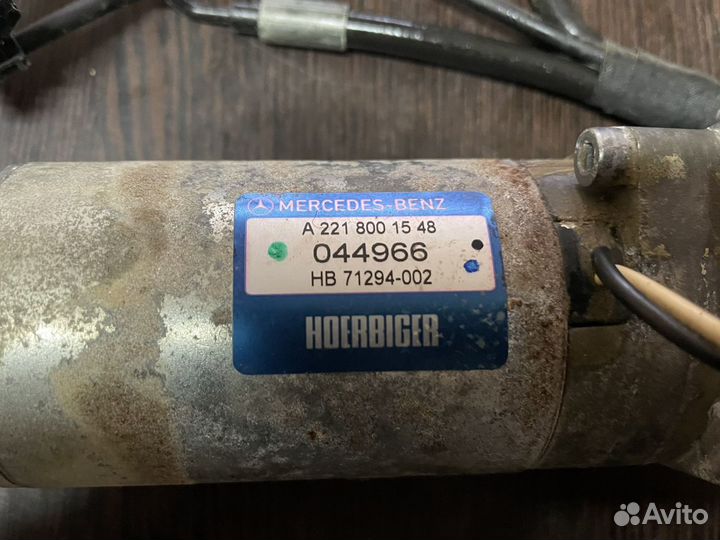 MERCEDES-BENZ
A 221 800 15 48
044966
HB 71294-002
HOERBIGER
Avito